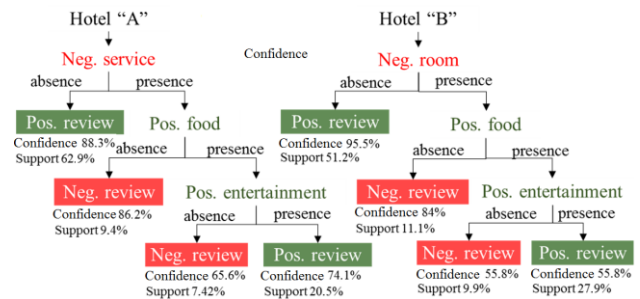 Hotel “A”
Neg. service
absence presence
Pos. review
Confidence 88.3%
Support 62.9%
Pos. food
absence presence
Neg. review
Confidence 86.2%
Support 9.4%
Pos. entertainment
absence presence
Neg. review
Confidence 65.6%
Support 7.42%
Pos. review
Confidence 74.1%
Support 20.5%
Confidence
Hotel “B”
Neg. room
absence presence
Pos. review
Confidence 95.5%
Support 51.2%
Pos. food
absence presence
Neg. review
Confidence 84%
Support 11.1%
Pos. entertainment
absence presence
Neg. review
Confidence 55.8%
Support 9.9%
Pos. review
Confidence 55.8%
Support 27.9%